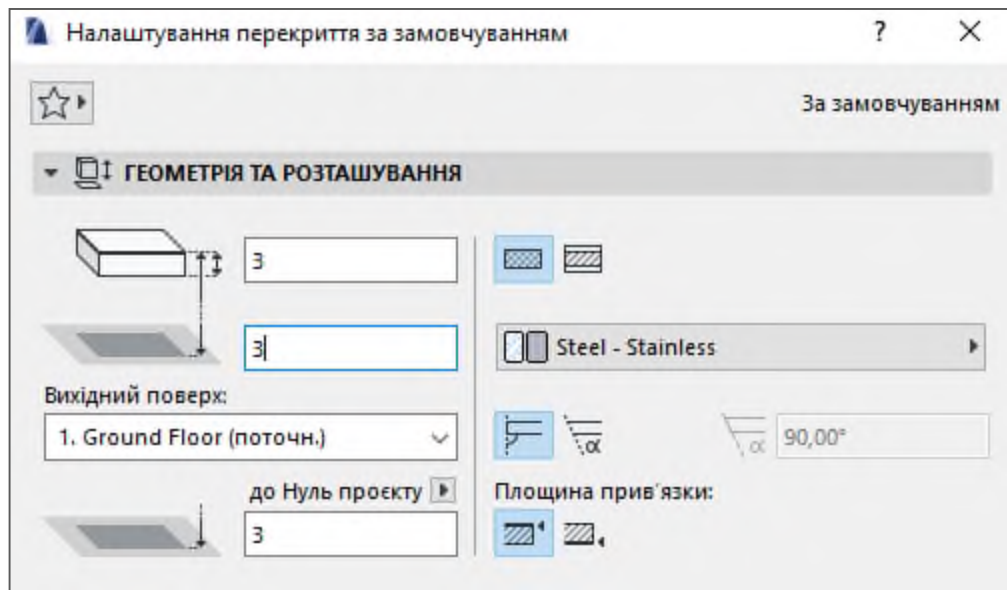 Налаштування перекриття за замовчуванням ? ×
За замовчуванням
ГЕОМЕТРІЯ ТА РОЗТАШУВАННЯ
3
3
Вихідний поверх:
1. Ground Floor (поточн.)
до Нуль проєкту
3
Steel - Stainless
α α 90,00°
Площина прив'язки: